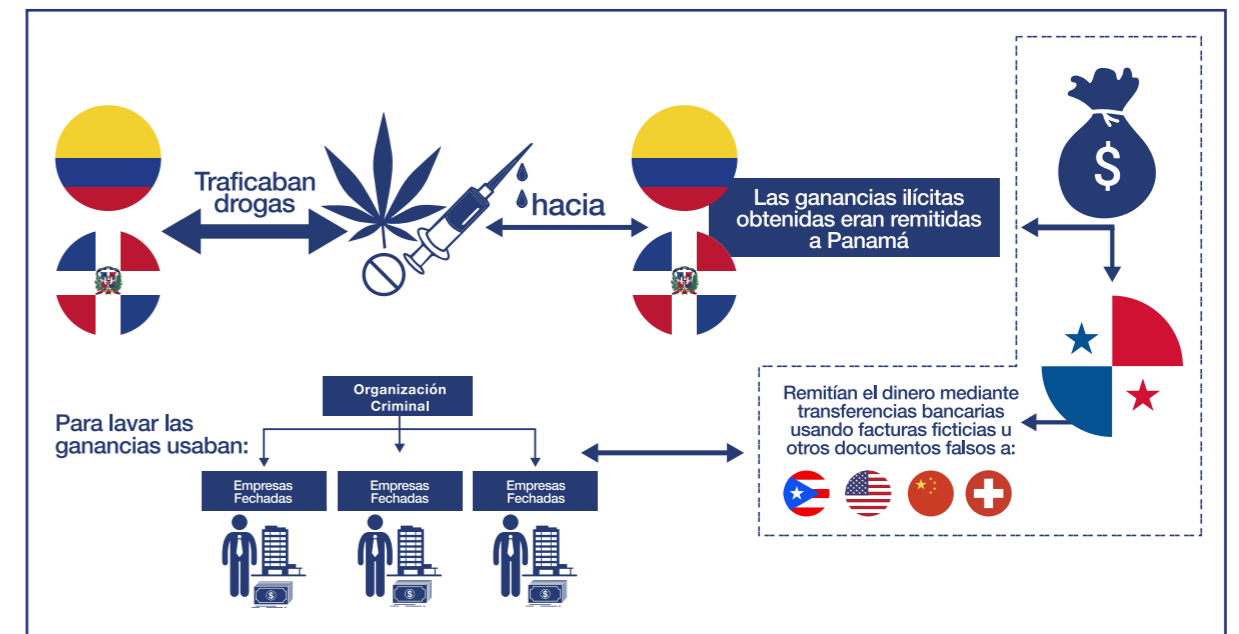 Traficaban
drogas
hacia
Las ganancias ilícitas
obtenidas eran remitidas
a Panamá
$
Remitían el dinero mediante
transferencias bancarias
usando facturas ficticias u
otros documentos falsos a:
Para lavar las
ganancias usaban:
Organización
Criminal
Empresas
Fechadas
Empresas
Fechadas
Empresas
Fechadas
$
$
$